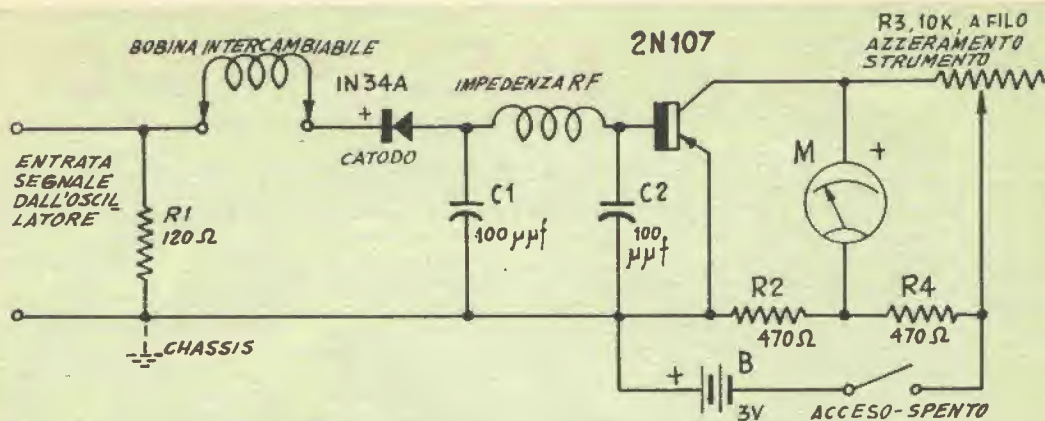 BOBINA INTERCAMBIABILE
2N107
R3, 10K, A FILO
AZZERAMENTO
STRUMENTO
1N34A
IMPEDENZA RF
+
CATODO
M
+
ENTRATA
SEGNALE
DALL'OSCIL
LATORE
R1
120Ω
C1
100 μμf
C2
100
μμf
R2
470Ω
R4
470Ω
CHASSIS
+
B
3V
ACCESO-SPENTO